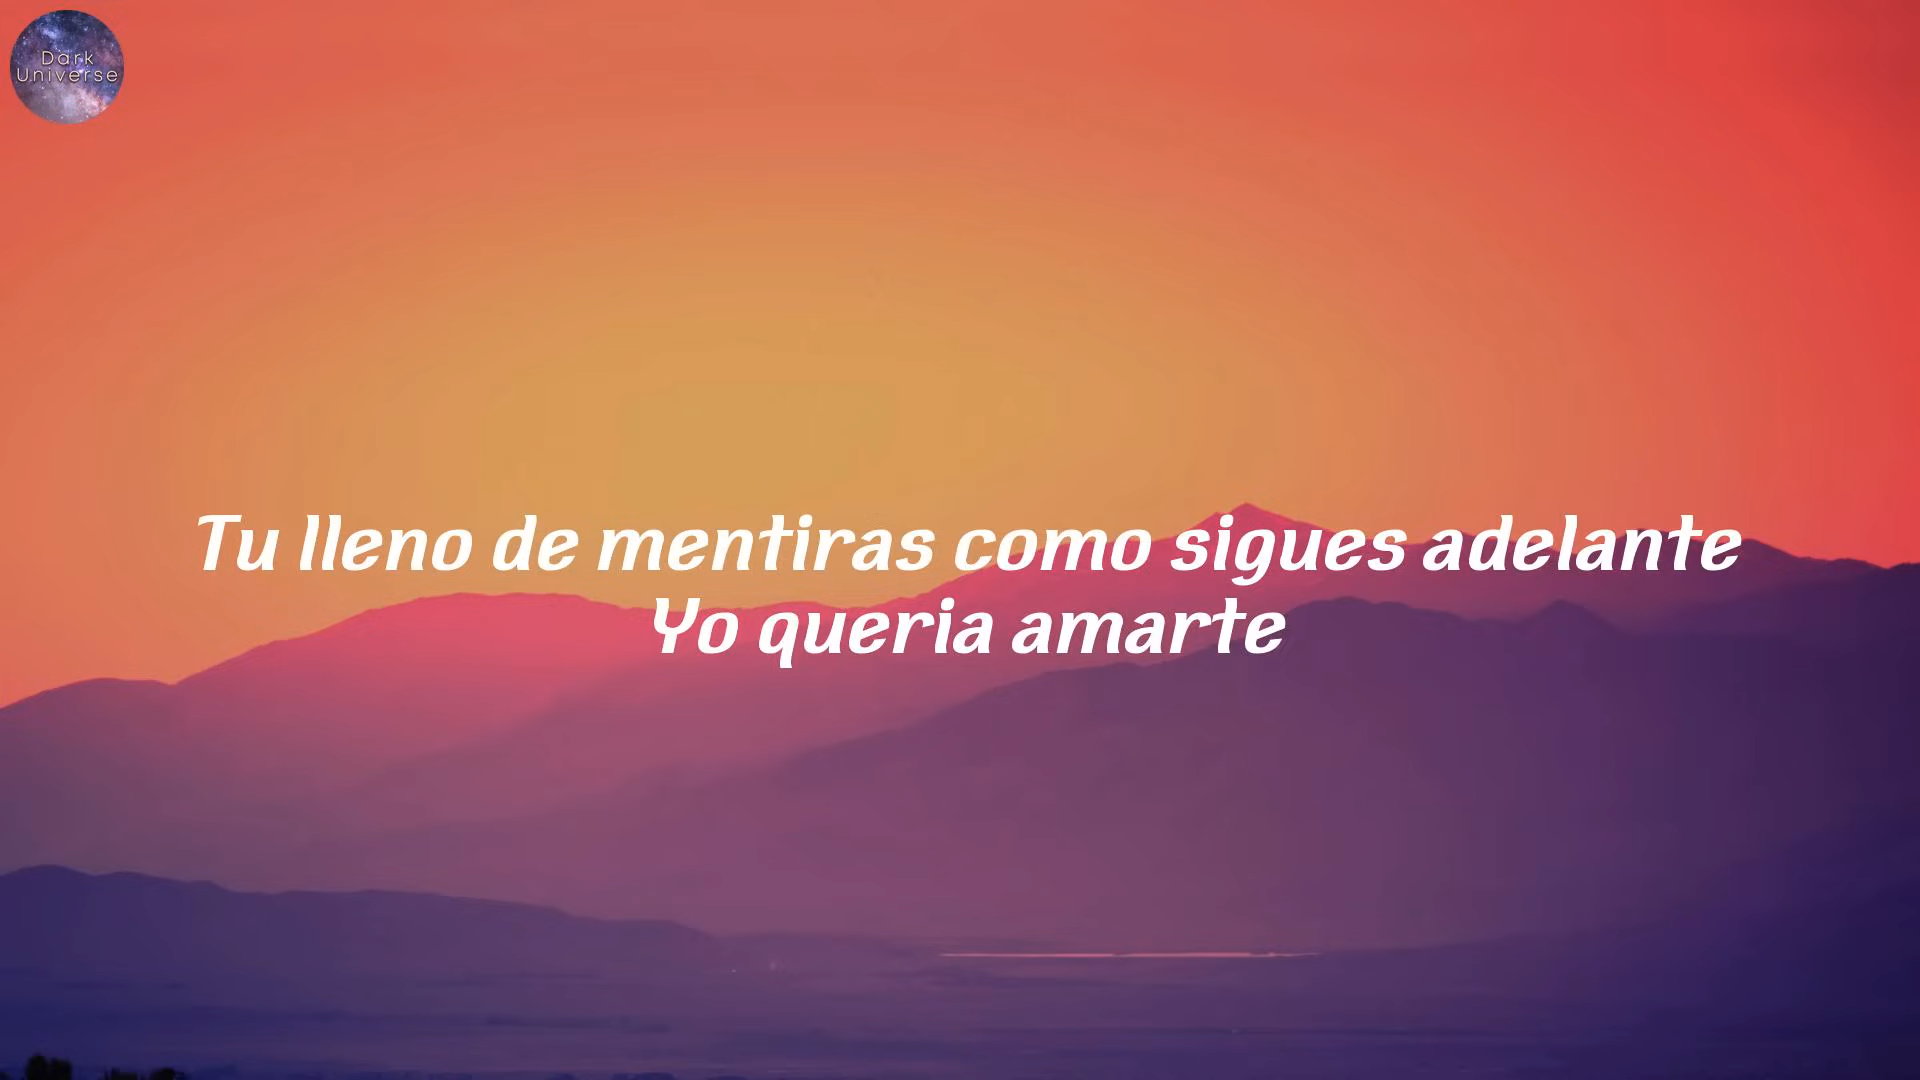 Dark
Universe
Tu lleno de mentiras como sigues adelante
Yo queria amarte